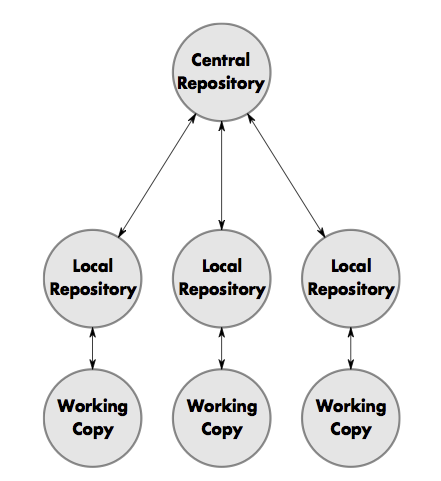 Central
Repository
Local
Repository
Local
Repository
Local
Repository
Working
Copy
Working
Copy
Working
Copy